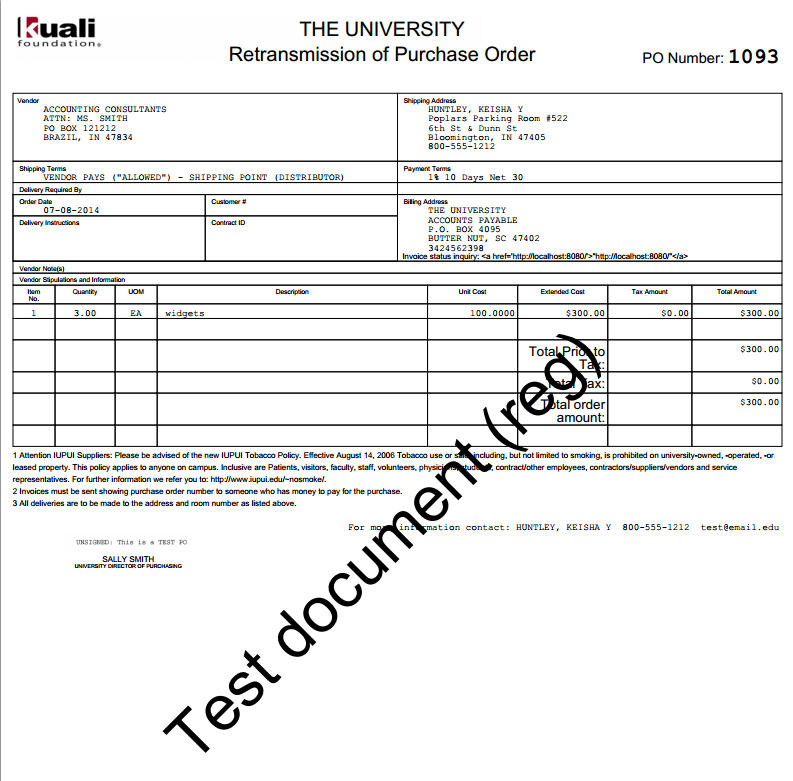 Kuali
foundation®
THE UNIVERSITY
Retransmission of Purchase Order
PO Number: 1093
Vendor
ACCOUNTING CONSULTANTS
ATTN: MS. SMITH
PO BOX 121212
BRAZIL, IN 47834
Shipping Address
HUNTLEY, KEISHA Y
Poplars Parking Room #522
6th St & Dunn St
Bloomington, IN 47405
800-555-1212
Shipping Terms
VENDOR PAYS ("ALLOWED") - SHIPPING POINT (DISTRIBUTOR)
Payment Terms
1% 10 Days Net 30
Delivery Required By
Order Date
07-08-2014
Customer #
Delivery Instructions
Contract ID
Billing Address
THE UNIVERSITY
ACCOUNTS PAYABLE
P.O. BOX 4095
BUTTER NUT, SC 47402
3424562398
Invoice status inquiry: <a href='http://localhost:8080/'>"http://localhost:8080/"</a>
Vendor Note(s)
Vendor Stipulations and Information
Item No. Quantity UOM Description Unit Cost Extended Cost Tax Amount Total Amount
1 3.00 EA widgets 100.0000 $300.00 $0.00 $300.00
Total Prior to Tax: $300.00
Total Tax: $0.00
Total order amount: $300.00
1 Attention IUPUI Suppliers: Please be advised of the new IUPUI Tobacco Policy. Effective August 14, 2006 Tobacco use or sale, including, but not limited to smoking, is prohibited on university-owned, -operated, -or
leased property. This policy applies to anyone on campus. Inclusive are Patients, visitors, faculty, staff, volunteers, physicians, students, contract/other employees, contractors/suppliers/vendors and service
representatives. For further information we refer you to: http://www.iupui.edu/~nosmoke/.
2 Invoices must be sent showing purchase order number to someone who has money to pay for the purchase.
3 All deliveries are to be made to the address and room number as listed above.
For more information contact: HUNTLEY, KEISHA Y 800-555-1212 test@email.edu
UNSIGNED: This is a TEST PO
SALLY SMITH
UNIVERSITY DIRECTOR OF PURCHASING
Test document (reg)